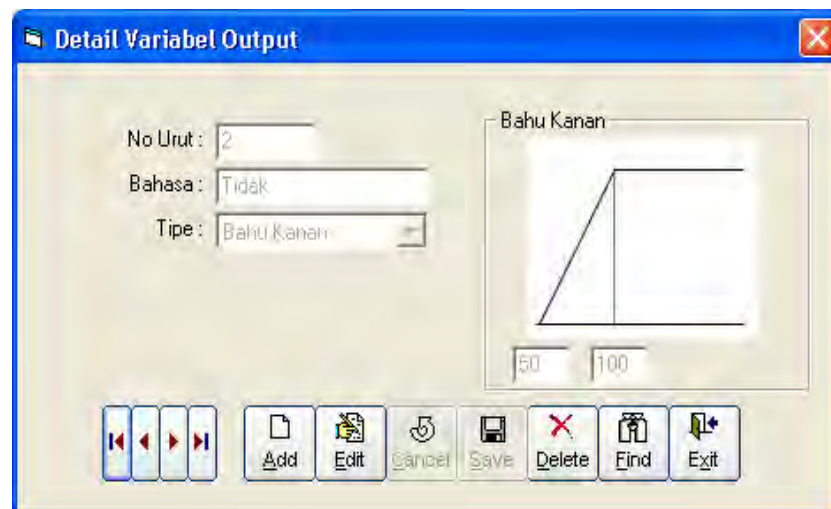 Detail Variabel Output
No Urut : 2
Bahasa : Tidak
Tipe : Bahu Kanan
Bahu Kanan
50 100
Add Edit Cancel Save Delete Find Exit